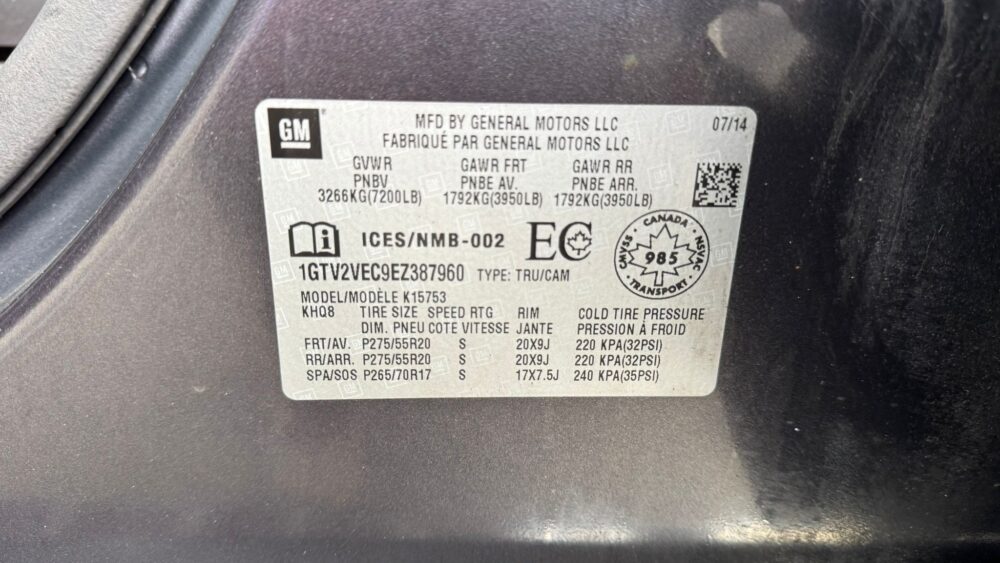 GM
MFD BY GENERAL MOTORS LLC 07/14
FABRIQUÉ PAR GENERAL MOTORS LLC
GVWR GAWR FRT GAWR RR
PNBV PNBE AV. PNBE ARR.
3266KG(7200LB) 1792KG(3950LB) 1792KG(3950LB)
i ICES/NMB-002 EC
CANADA CMVSS NSVAC 985 TRANSPORT
1GTV2VEC9EZ387960 TYPE: TRU/CAM
MODEL/MODÈLE K15753
KHQ8 TIRE SIZE SPEED RTG RIM COLD TIRE PRESSURE
DIM. PNEU COTE VITESSE JANTE PRESSION À FROID
FRT/AV. P275/55R20 S 20X9J 220 KPA(32PSI)
RR/ARR. P275/55R20 S 20X9J 220 KPA(32PSI)
SPA/SOS P265/70R17 S 17X7.5J 240 KPA(35PSI)